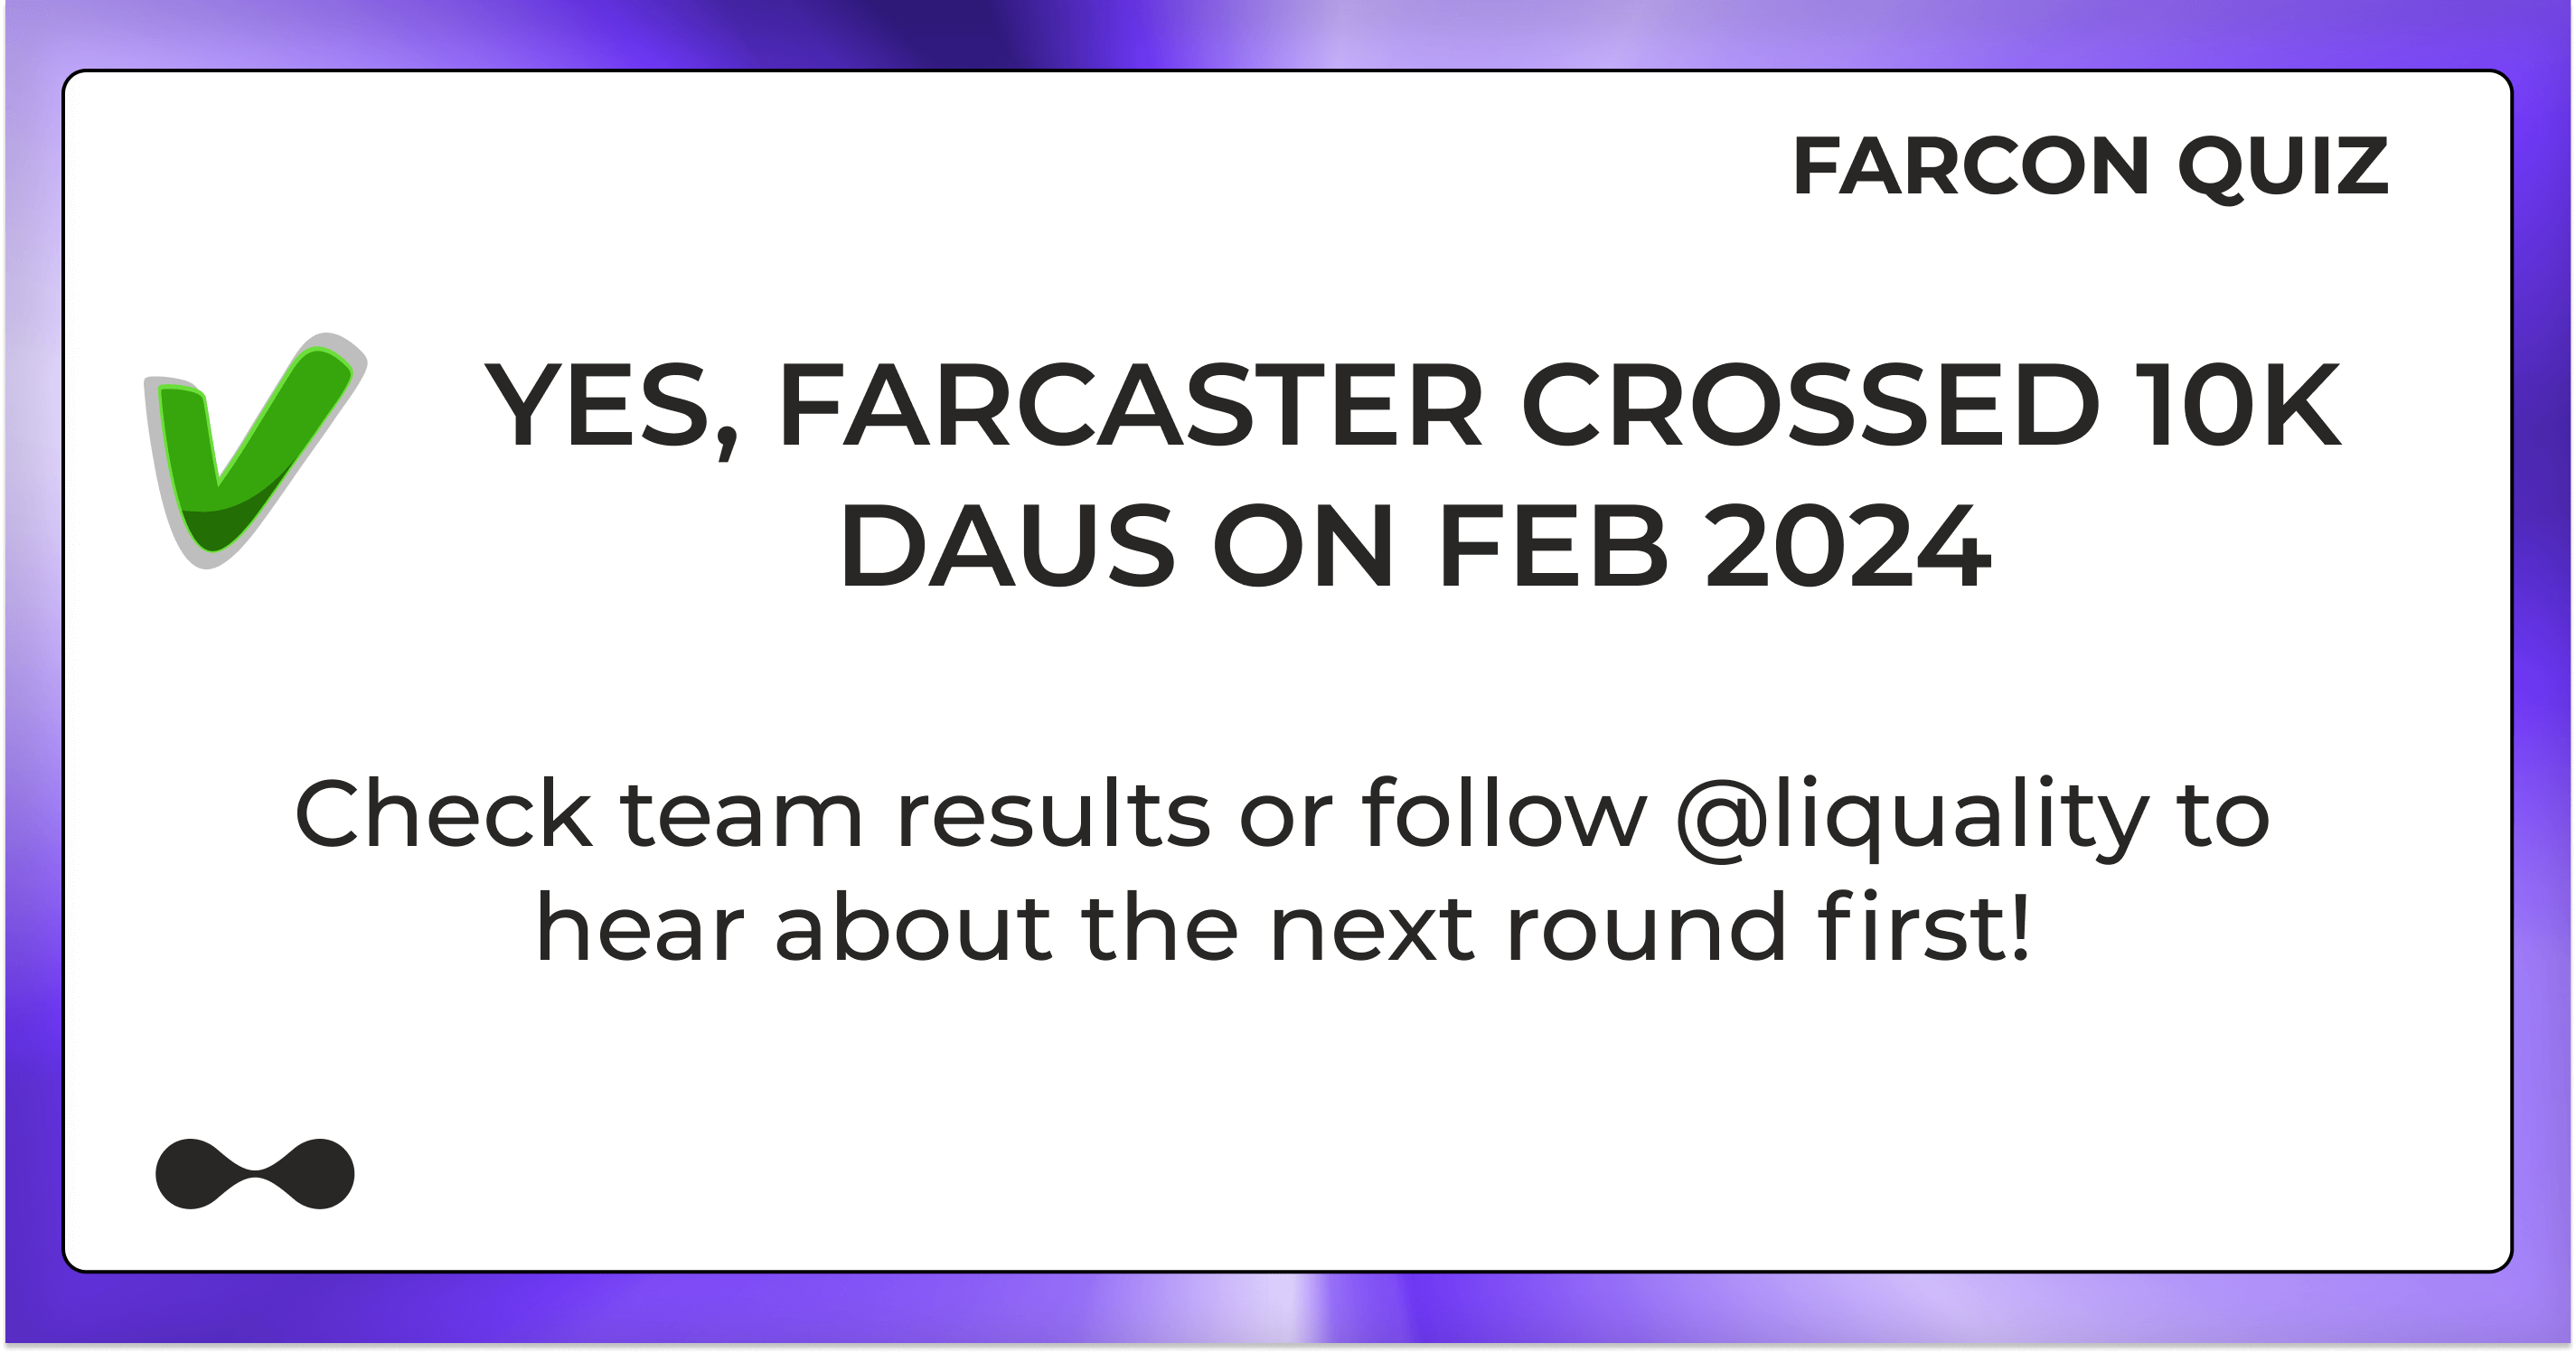 FARCON QUIZ
YES, FARCASTER CROSSED 10K
DAUS ON FEB 2024
Check team results or follow @liquality to
hear about the next round first!